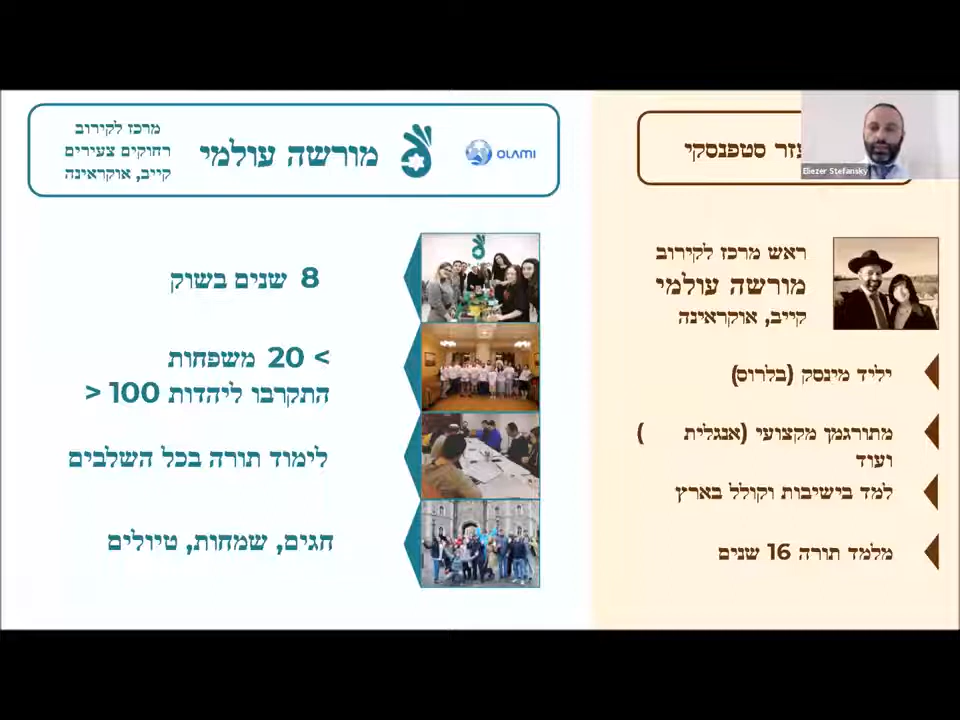 עזר סטפנסקי
Eliezer Stefansky
ראש מרכז לקירוב
מורשה עולמי
קייב, אוקראינה
יליד מינסק (בלרוס)
מתורגמן מקצועי (אנגלית )
ועוד
למד בישיבות וקולל בארץ
מלמד תורה 16 שנים
OLAMI
מורשה עולמי
מרכז לקירוב
רחוקים צעירים
קייב, אוקראינה
8 שנים בשוק
> 20 משפחות
התקרבו ליהדות 100 <
לימוד תורה בכל השלבים
חגים, שמחות, טיולים